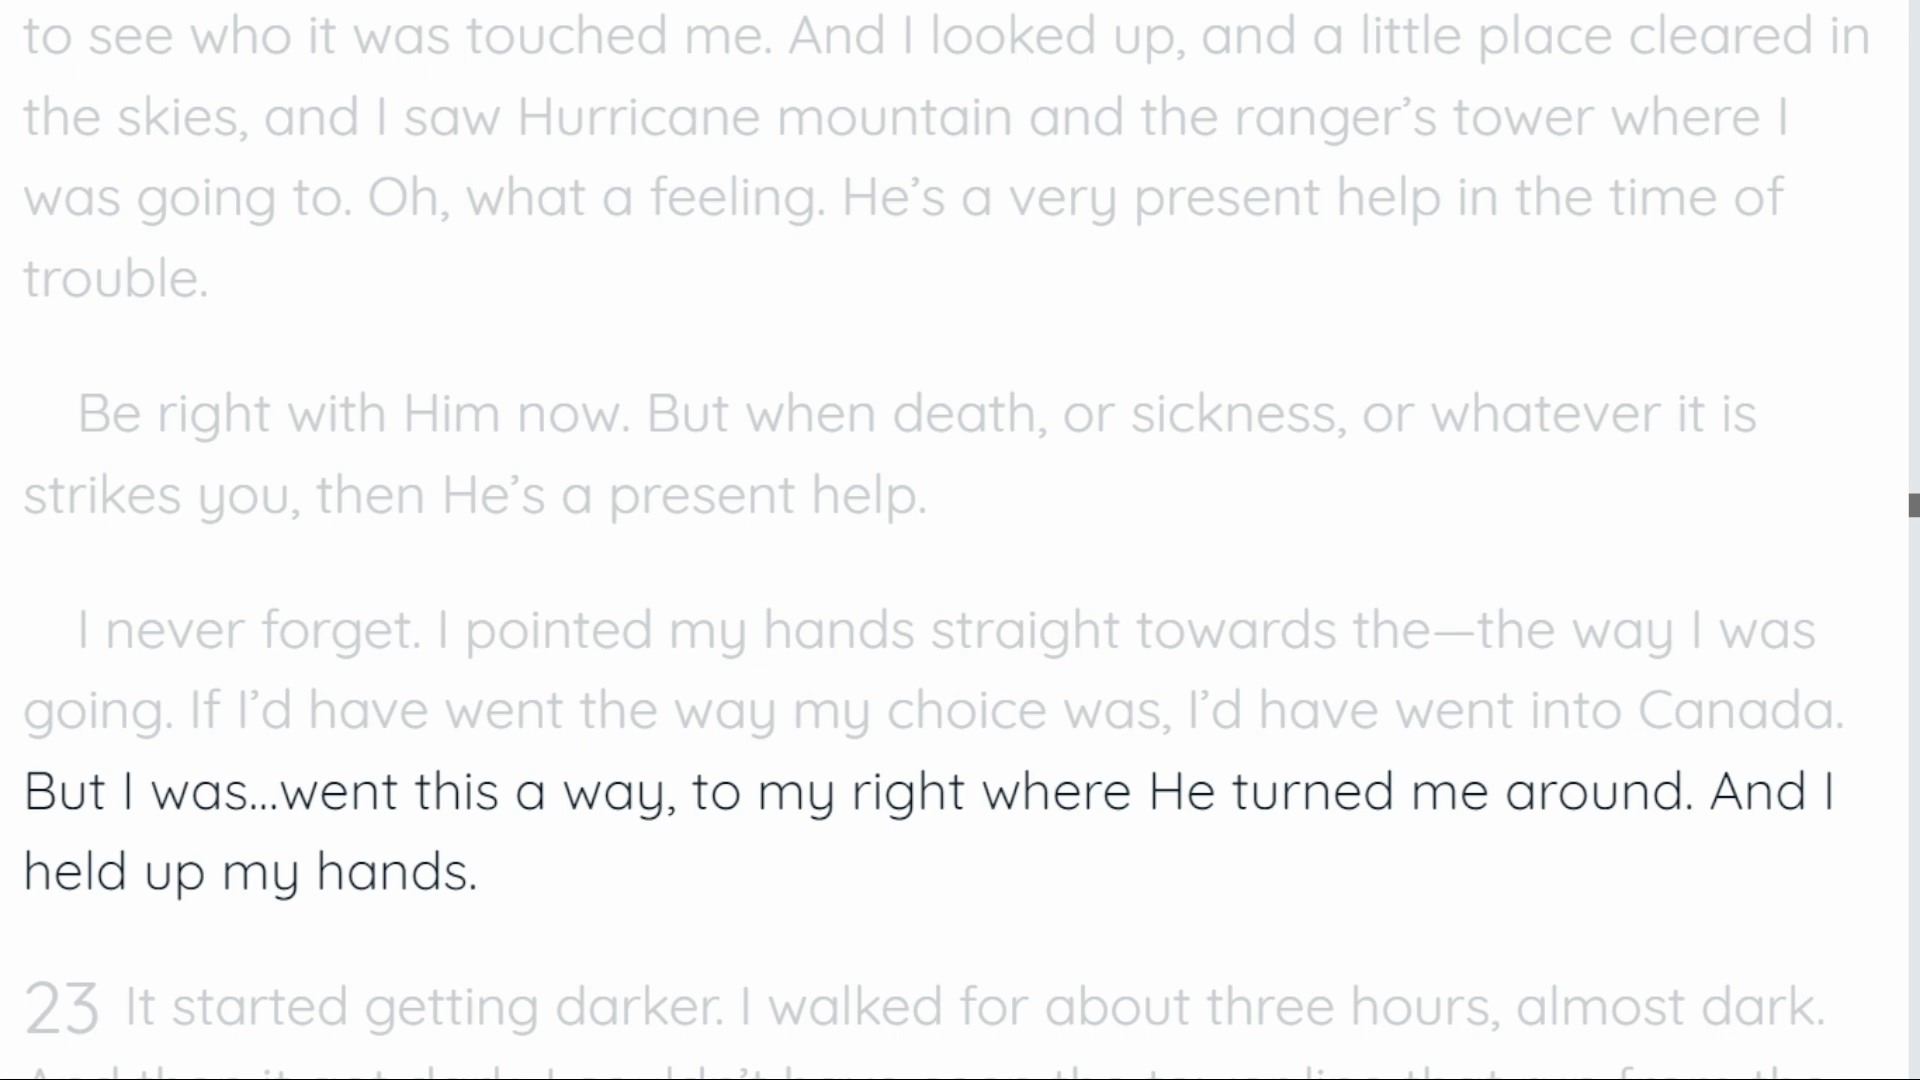 to see who it was touched me. And I looked up, and a little place cleared in
the skies, and I saw Hurricane mountain and the ranger’s tower where I
was going to. Oh, what a feeling. He’s a very present help in the time of
trouble.
Be right with Him now. But when death, or sickness, or whatever it is
strikes you, then He’s a present help.
I never forget. I pointed my hands straight towards the—the way I was
going. If I’d have went the way my choice was, I’d have went into Canada.
But I was...went this a way, to my right where He turned me around. And I
held up my hands.
23 It started getting darker. I walked for about three hours, almost dark.